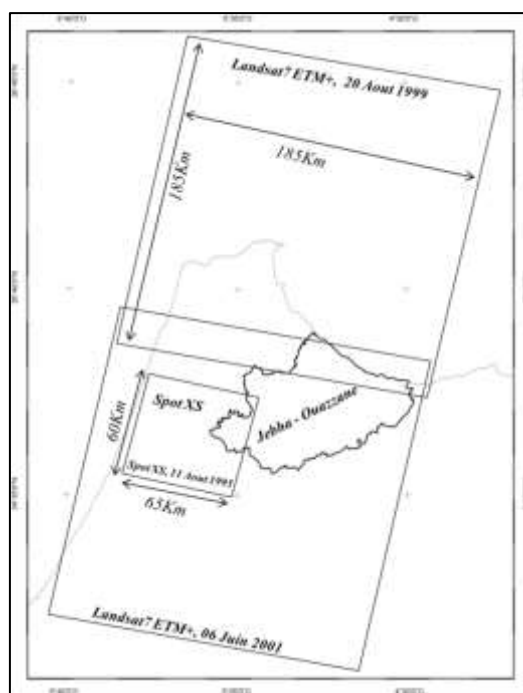 Landsat7 ETM+, 20 Aout 1999
185Km
185Km
Spot XS
Jebha - Ouazzane
60Km
Spot XS, 11 Aout 1995
65Km
Landsat7 ETM+, 06 Juin 2001